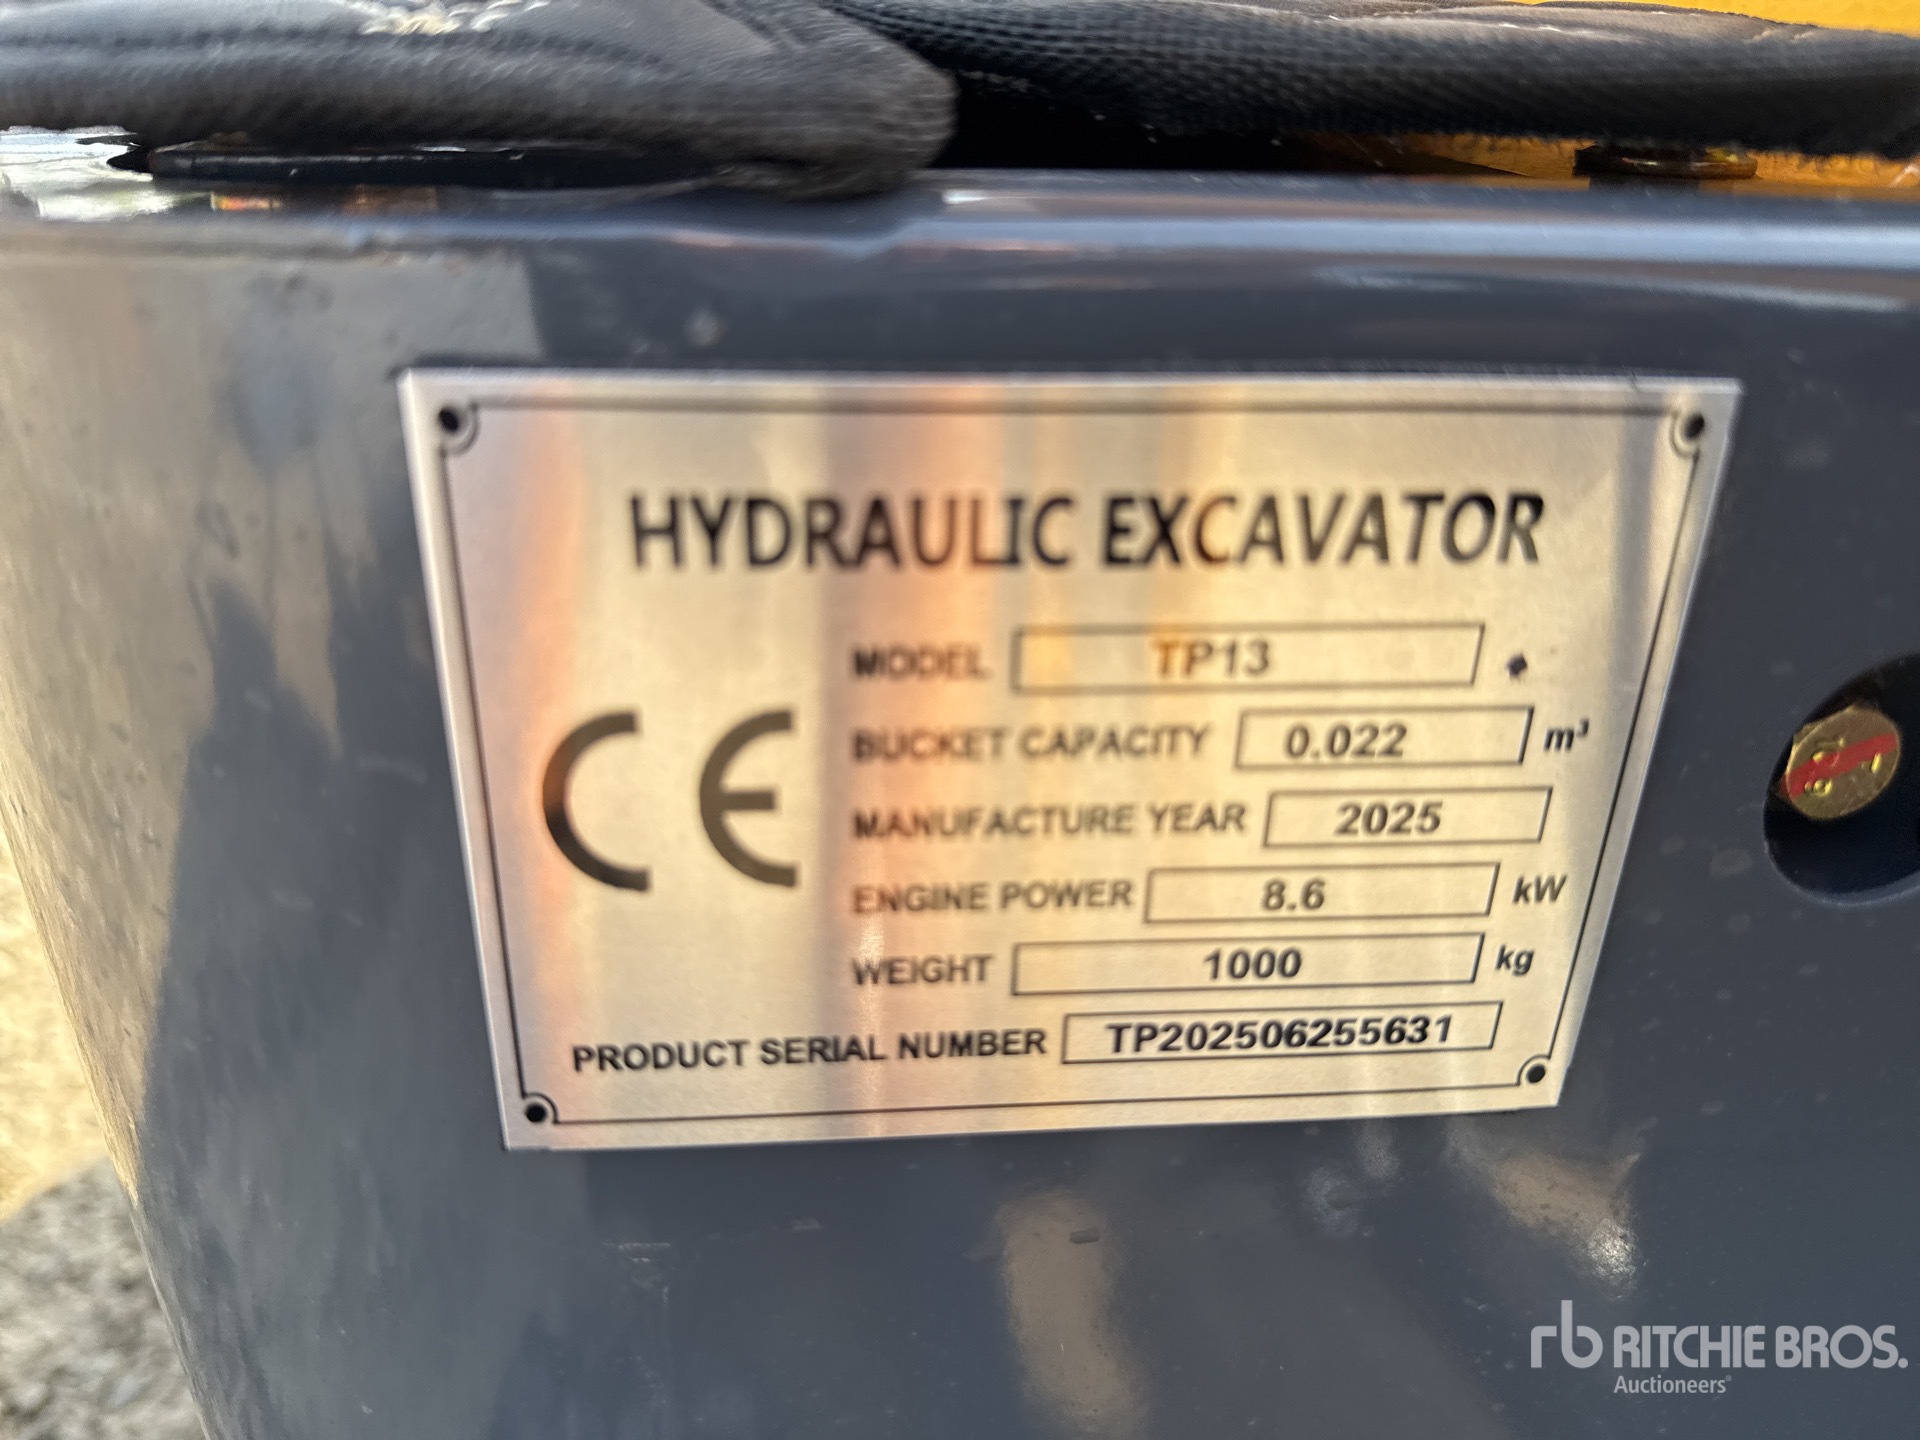 HYDRAULIC EXCAVATOR
MODEL TP13
BUCKET CAPACITY 0.022 m³
MANUFACTURE YEAR 2025
ENGINE POWER 8.6 kW
WEIGHT 1000 kg
PRODUCT SERIAL NUMBER TP202506255631
CE
rb RITCHIE BROS.
Auctioneers